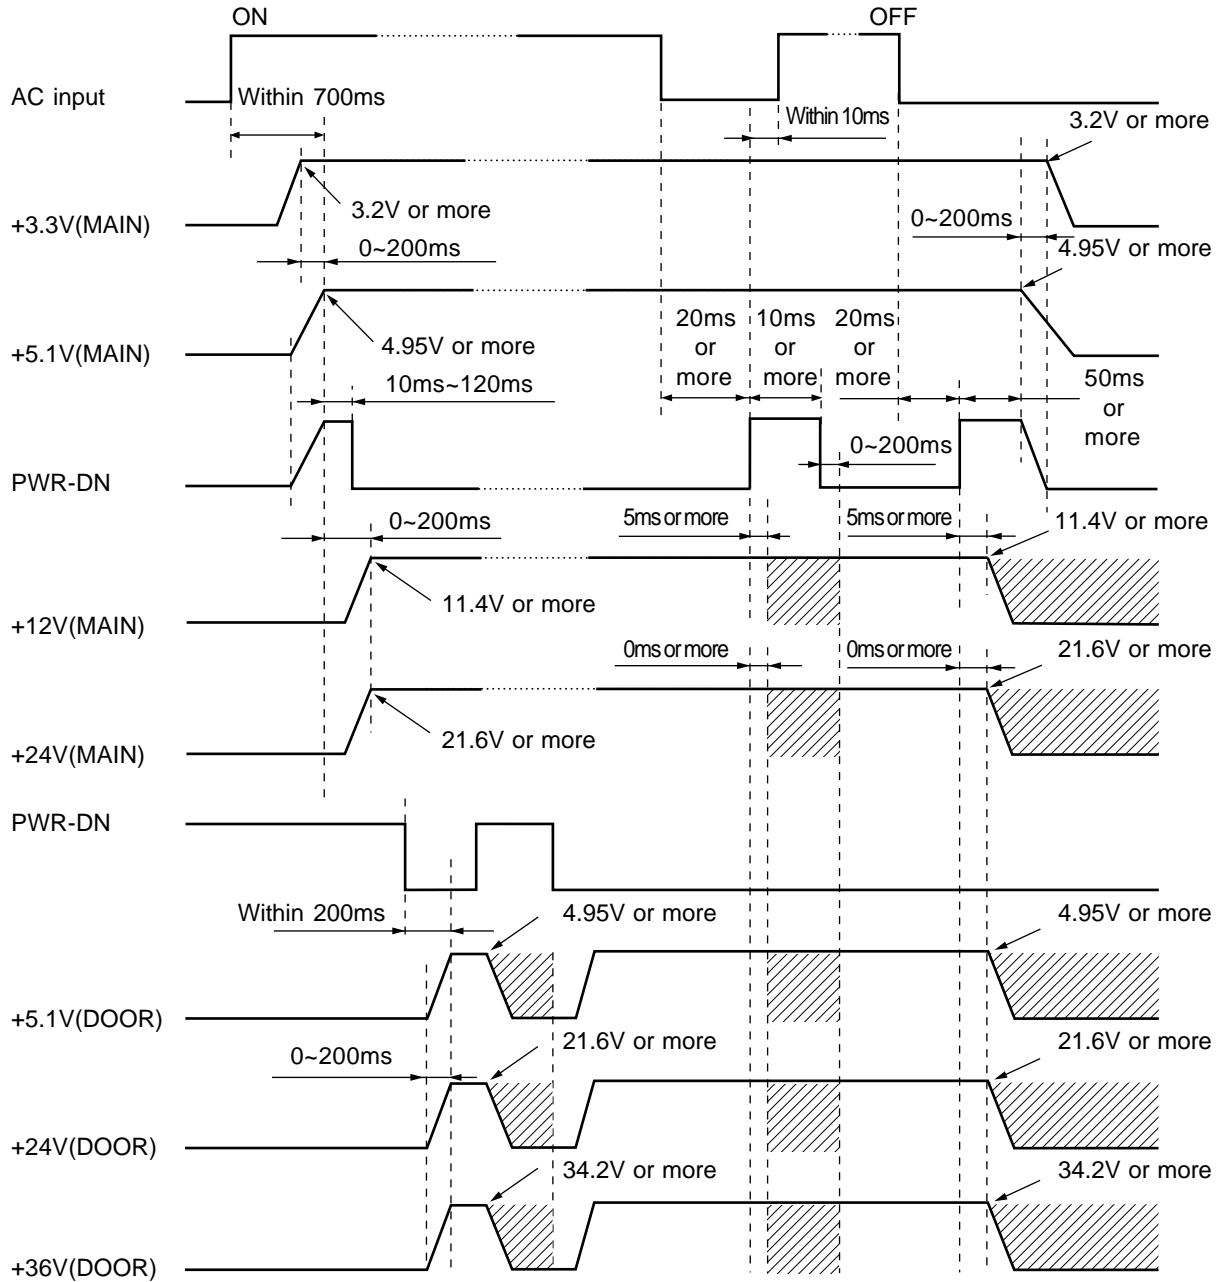 ON
OFF
AC input
Within 700ms
Within 10ms
3.2V or more
3.2V or more
+3.3V(MAIN)
0~200ms
0~200ms
4.95V or more
+5.1V(MAIN)
4.95V or more
20ms or more
10ms or more
20ms or more
10ms~120ms
50ms or more
0~200ms
PWR-DN
0~200ms
5ms or more
5ms or more
11.4V or more
11.4V or more
+12V(MAIN)
0ms or more
0ms or more
21.6V or more
21.6V or more
+24V(MAIN)
PWR-DN
Within 200ms
4.95V or more
4.95V or more
+5.1V(DOOR)
0~200ms
21.6V or more
21.6V or more
+24V(DOOR)
34.2V or more
34.2V or more
+36V(DOOR)